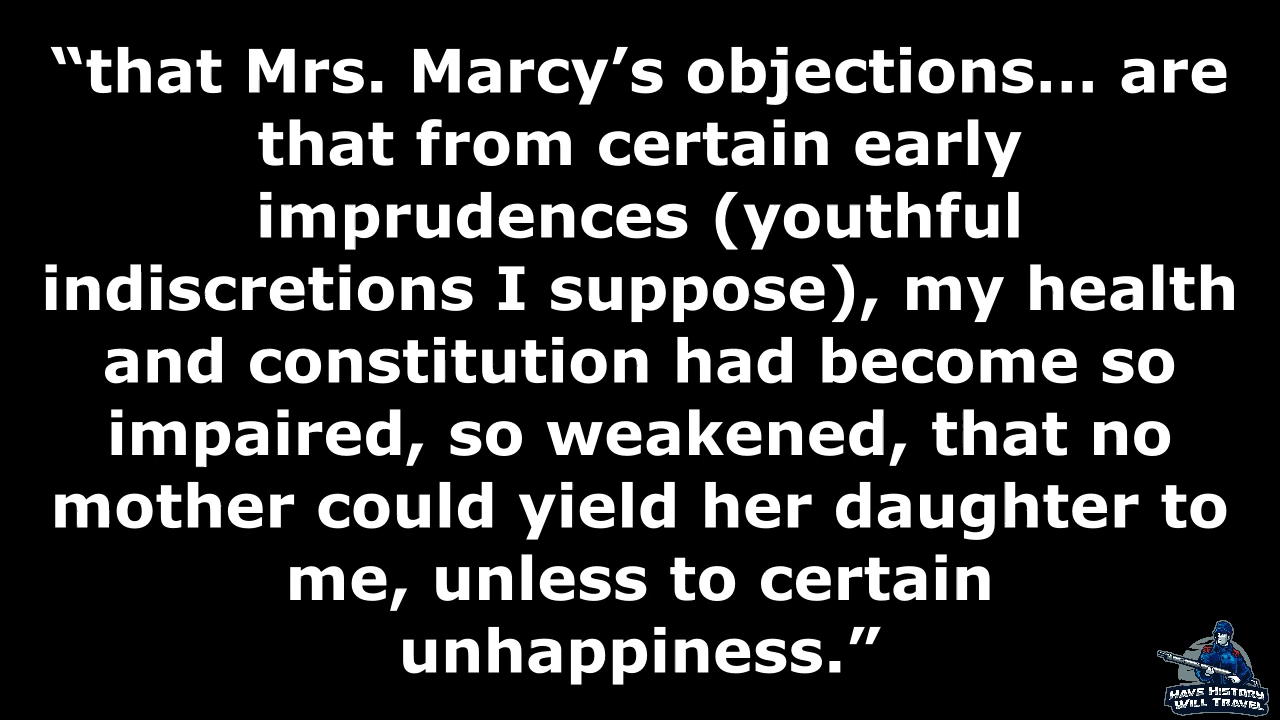 “that Mrs. Marcy’s objections… are
that from certain early
imprudences (youthful
indiscretions I suppose), my health
and constitution had become so
impaired, so weakened, that no
mother could yield her daughter to
me, unless to certain
unhappiness.”
HAVE HISTORY
WILL TRAVEL